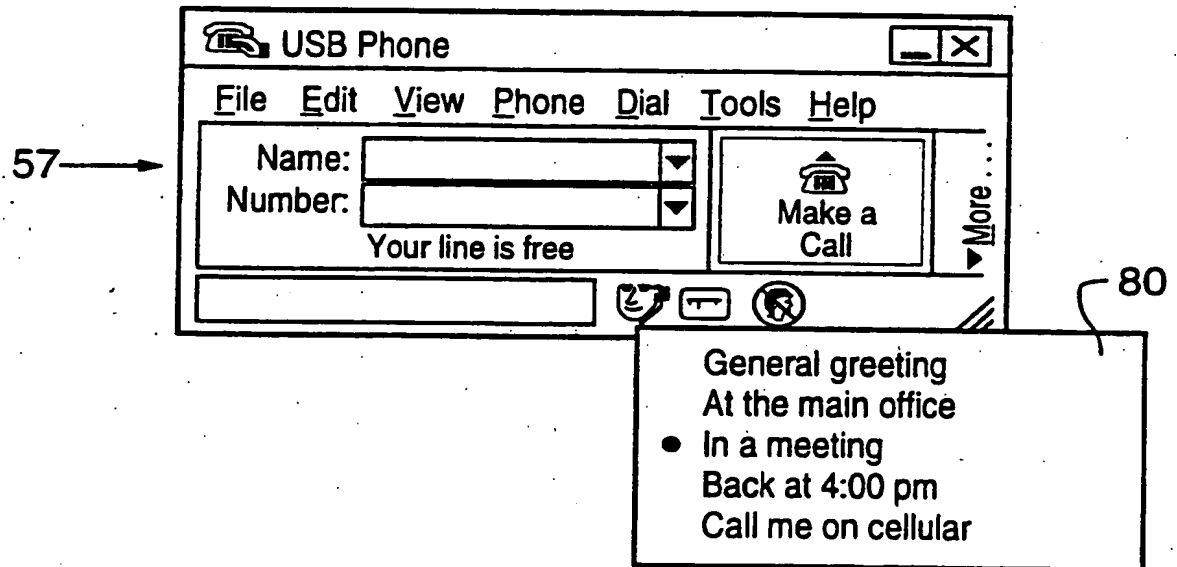 USB Phone
File Edit View Phone Dial Tools Help
57
Name:
Number:
Your line is free
Make a
Call
More...
80
General greeting
At the main office
● In a meeting
Back at 4:00 pm
Call me on cellular